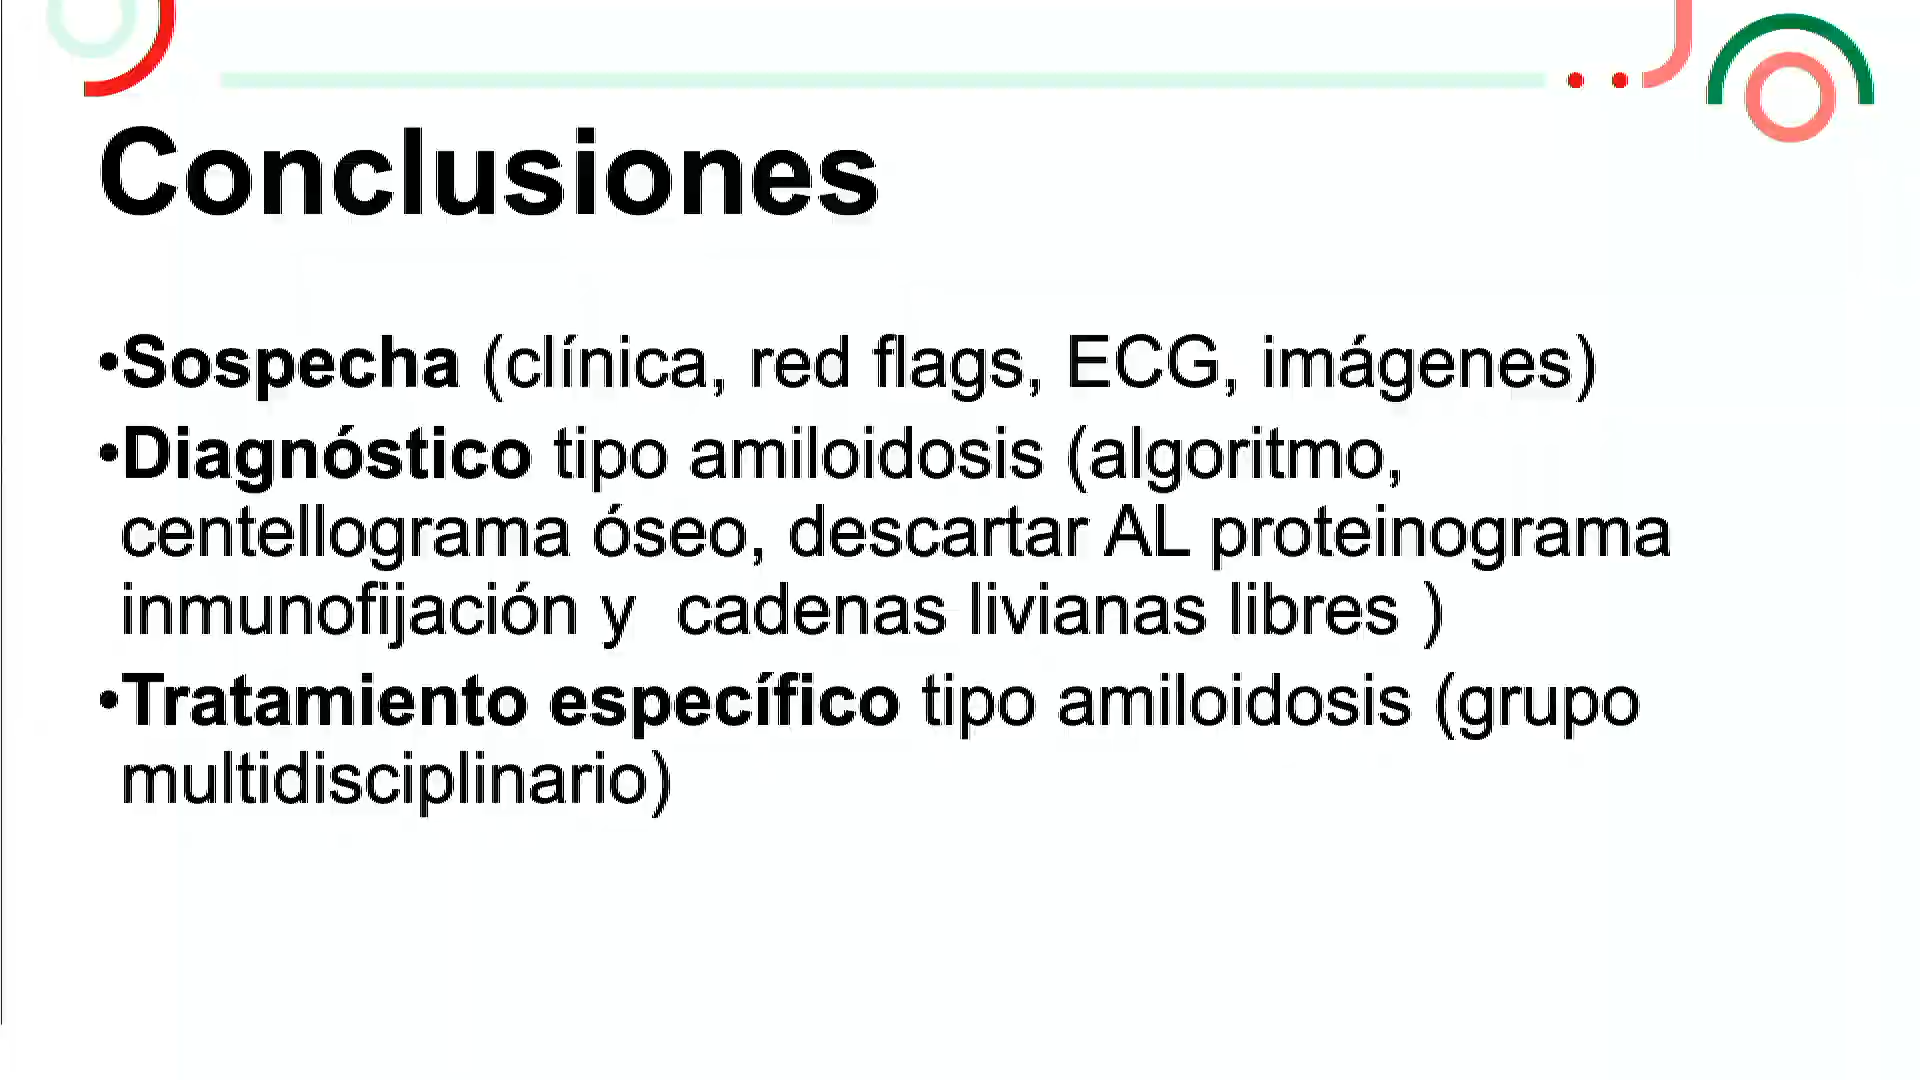 Conclusiones
•Sospecha (clínica, red flags, ECG, imágenes)
•Diagnóstico tipo amiloidosis (algoritmo,
centellograma óseo, descartar AL proteinograma
inmunofijación y  cadenas livianas libres )
•Tratamiento específico tipo amiloidosis (grupo
multidisciplinario)